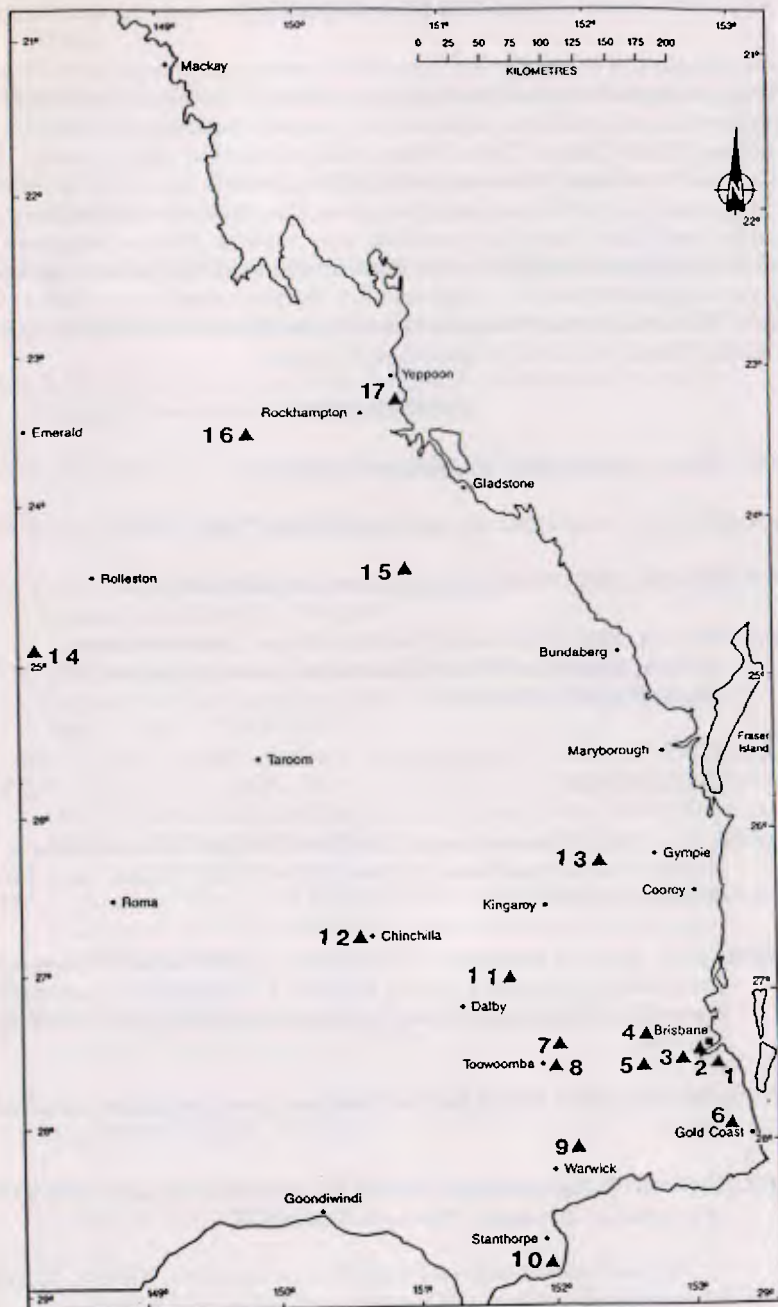 149° 150° 151° 152° 153°
0 25 50 75 100 125 150 175 200
KILOMETRES
21° 21°
Mackay
N
22° 22°
23° 23°
Yeppoon
17
Rockhampton
Emerald
16
Gladstone
24° 24°
15
Rolleston
14
Bundaberg
25° 25°
Fraser
Island
Maryborough
Taroom
26° 26°
13
Gympie
Cooroy
Roma
Kingaroy
12 Chinchilla
27° 27°
11
Dalby
4 Brisbane
7
Toowoomba 8 5 3 2 1
6
Gold Coast
28° 28°
9
Warwick
Goondiwindi
Stanthorpe
10
29° 29°
149° 150° 151° 152° 153°